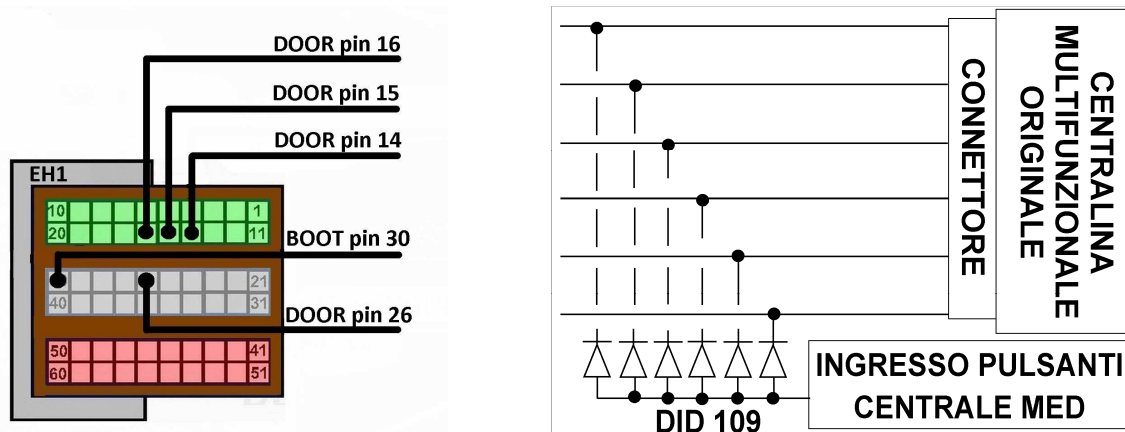 DOOR pin 16
DOOR pin 15
DOOR pin 14
EH1
10 1
20 11
BOOT pin 30
21
40 31
DOOR pin 26
50 41
60 51
CONNETTORE
CENTRALINA
MULTIFUNZIONALE
ORIGINALE
INGRESSO PULSANTI
CENTRALE MED
DID 109